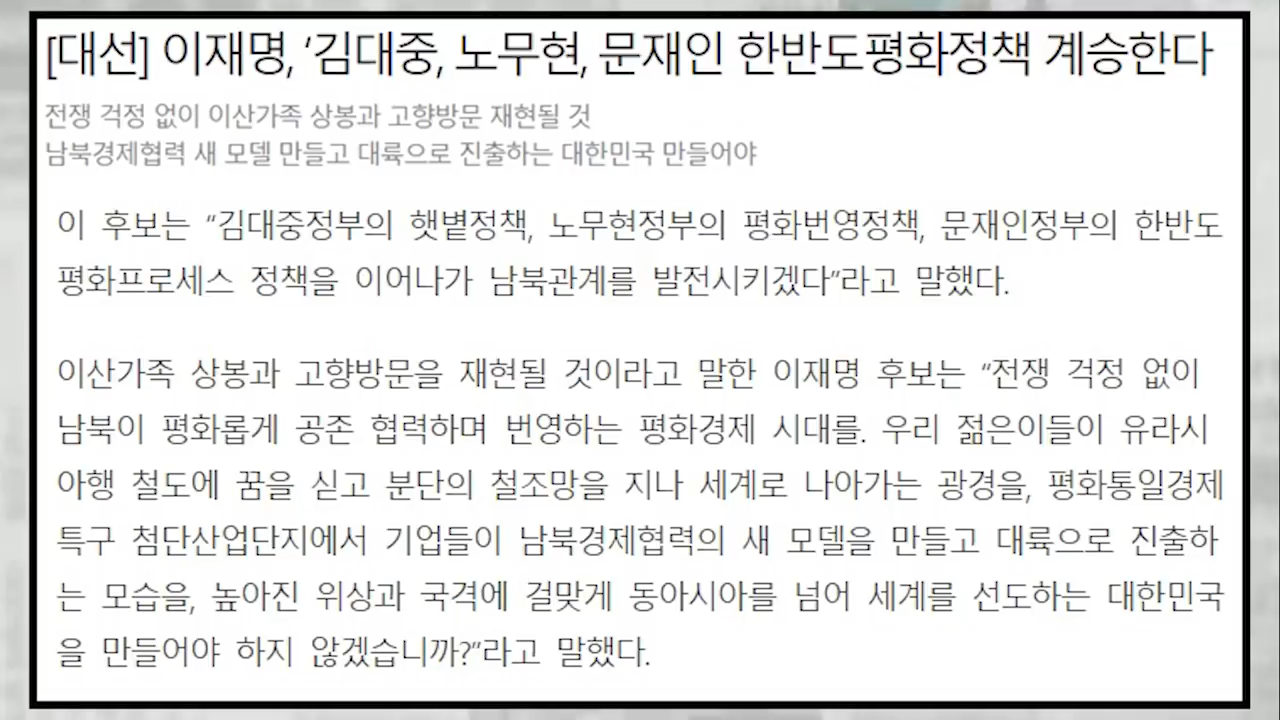 [대선] 이재명, '김대중, 노무현, 문재인 한반도평화정책 계승한다
전쟁 걱정 없이 이산가족 상봉과 고향방문 재현될 것
남북경제협력 새 모델 만들고 대륙으로 진출하는 대한민국 만들어야
이 후보는 “김대중정부의 햇볕정책, 노무현정부의 평화번영정책, 문재인정부의 한반도
평화프로세스 정책을 이어나가 남북관계를 발전시키겠다”라고 말했다.
이산가족 상봉과 고향방문을 재현될 것이라고 말한 이재명 후보는 “전쟁 걱정 없이
남북이 평화롭게 공존 협력하며 번영하는 평화경제 시대를. 우리 젊은이들이 유라시
아행 철도에 꿈을 싣고 분단의 철조망을 지나 세계로 나아가는 광경을, 평화통일경제
특구 첨단산업단지에서 기업들이 남북경제협력의 새 모델을 만들고 대륙으로 진출하
는 모습을, 높아진 위상과 국격에 걸맞게 동아시아를 넘어 세계를 선도하는 대한민국
을 만들어야 하지 않겠습니까?”라고 말했다.